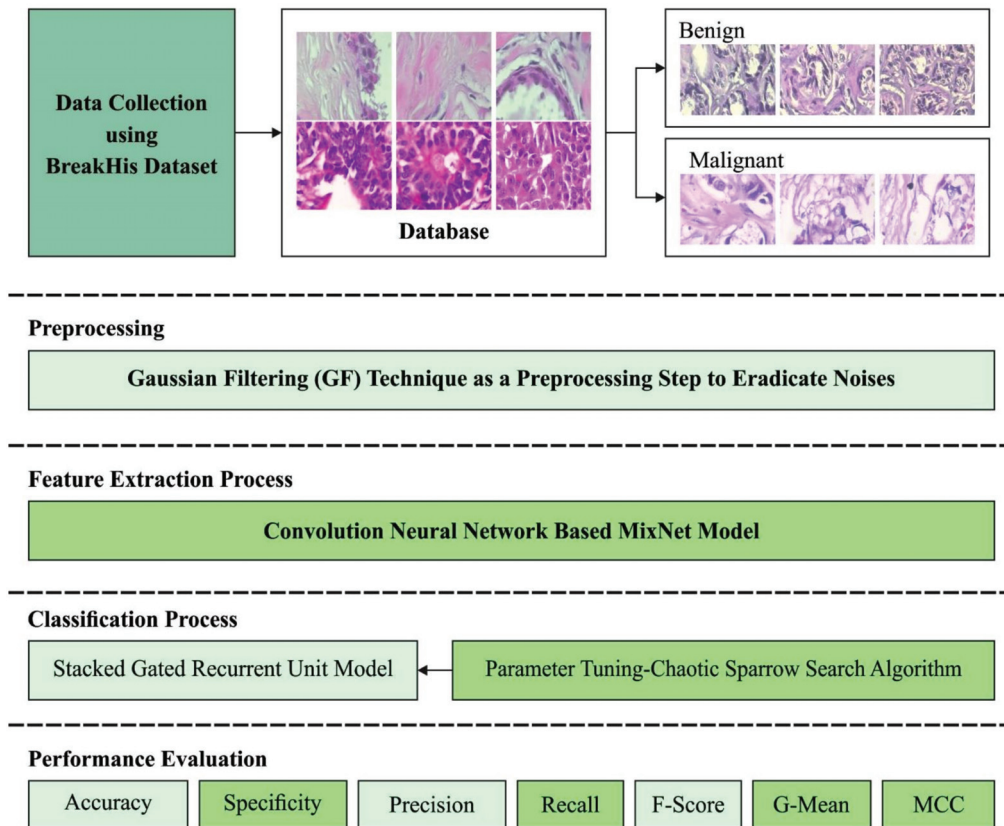 Data Collection
using
BreakHis Dataset
Database
Benign
Malignant
Preprocessing
Gaussian Filtering (GF) Technique as a Preprocessing Step to Eradicate Noises
Feature Extraction Process
Convolution Neural Network Based MixNet Model
Classification Process
Stacked Gated Recurrent Unit Model
Parameter Tuning-Chaotic Sparrow Search Algorithm
Performance Evaluation
Accuracy
Specificity
Precision
Recall
F-Score
G-Mean
MCC